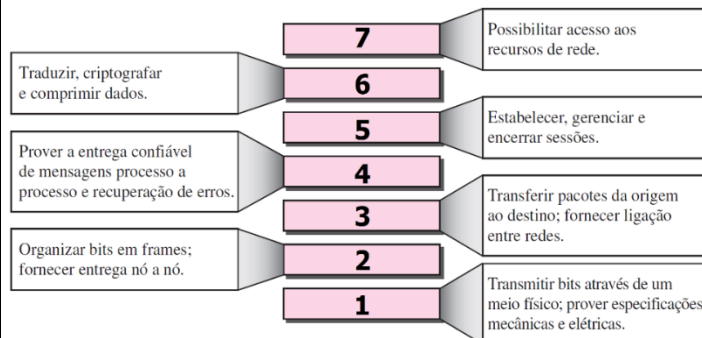 7
Possibilitar acesso aos
recursos de rede.
Traduzir, criptografar
e comprimir dados.
6
5
Estabelecer, gerenciar e
encerrar sessões.
Prover a entrega confiável
de mensagens processo a
processo e recuperação de erros.
4
3
Transferir pacotes da origem
ao destino; fornecer ligação
entre redes.
Organizar bits em frames;
fornecer entrega nó a nó.
2
1
Transmitir bits através de um
meio físico; prover especificações
mecânicas e elétricas.